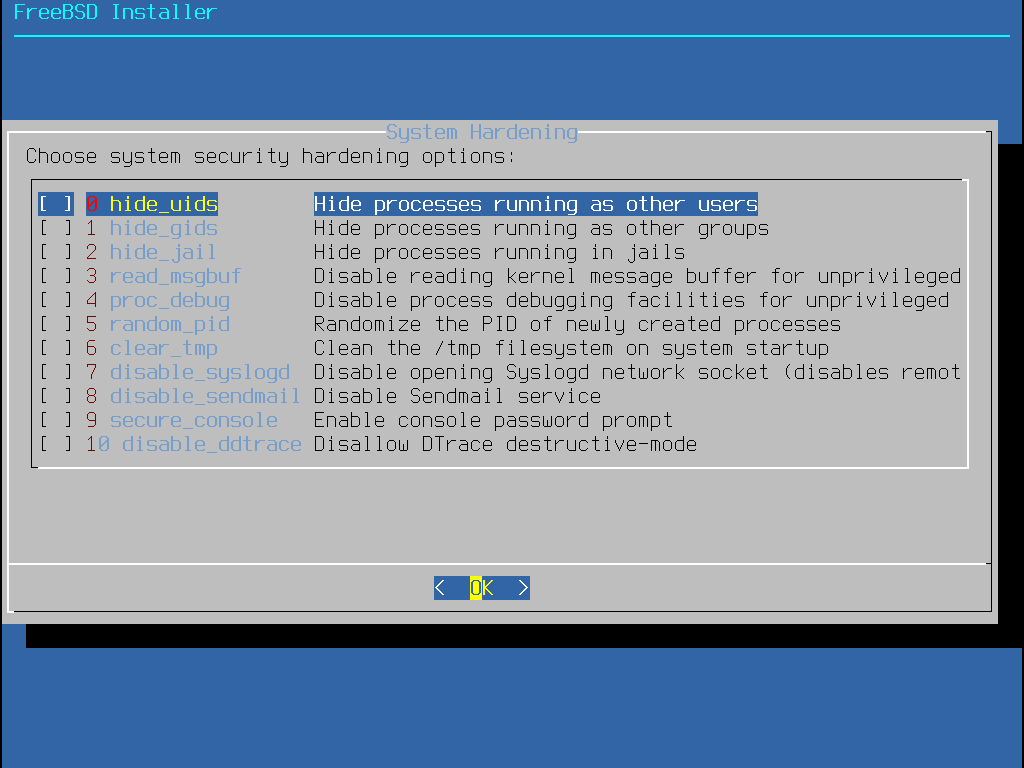 FreeBSD Installer
System Hardening
Choose system security hardening options:
[ ] 0 hide_uids Hide processes running as other users
[ ] 1 hide_gids Hide processes running as other groups
[ ] 2 hide_jail Hide processes running in jails
[ ] 3 read_msgbuf Disable reading kernel message buffer for unprivileged
[ ] 4 proc_debug Disable process debugging facilities for unprivileged
[ ] 5 random_pid Randomize the PID of newly created processes
[ ] 6 clear_tmp Clean the /tmp filesystem on system startup
[ ] 7 disable_syslogd Disable opening Syslogd network socket (disables remot
[ ] 8 disable_sendmail Disable Sendmail service
[ ] 9 secure_console Enable console password prompt
[ ] 10 disable_ddtrace Disallow DTrace destructive-mode
< OK >